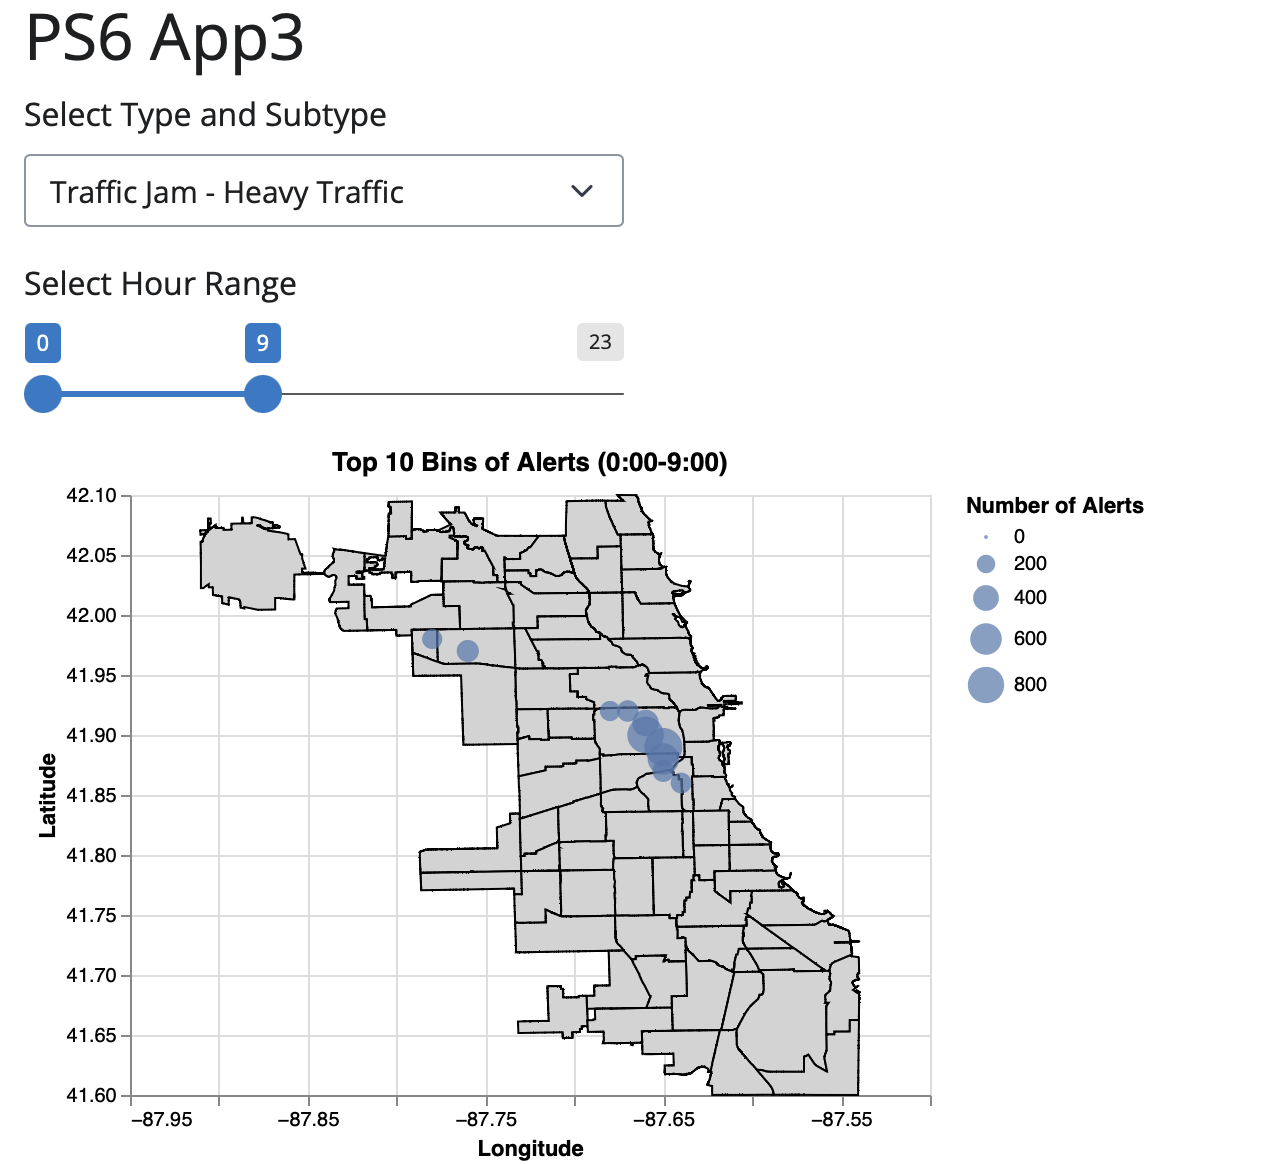 PS6 App3
Select Type and Subtype
Traffic Jam - Heavy Traffic
Select Hour Range
0 9 23
Top 10 Bins of Alerts (0:00-9:00)
42.10
42.05
42.00
41.95
41.90
41.85
41.80
41.75
41.70
41.65
41.60
Latitude
−87.95 −87.85 −87.75 −87.65 −87.55
Longitude
Number of Alerts
0
200
400
600
800